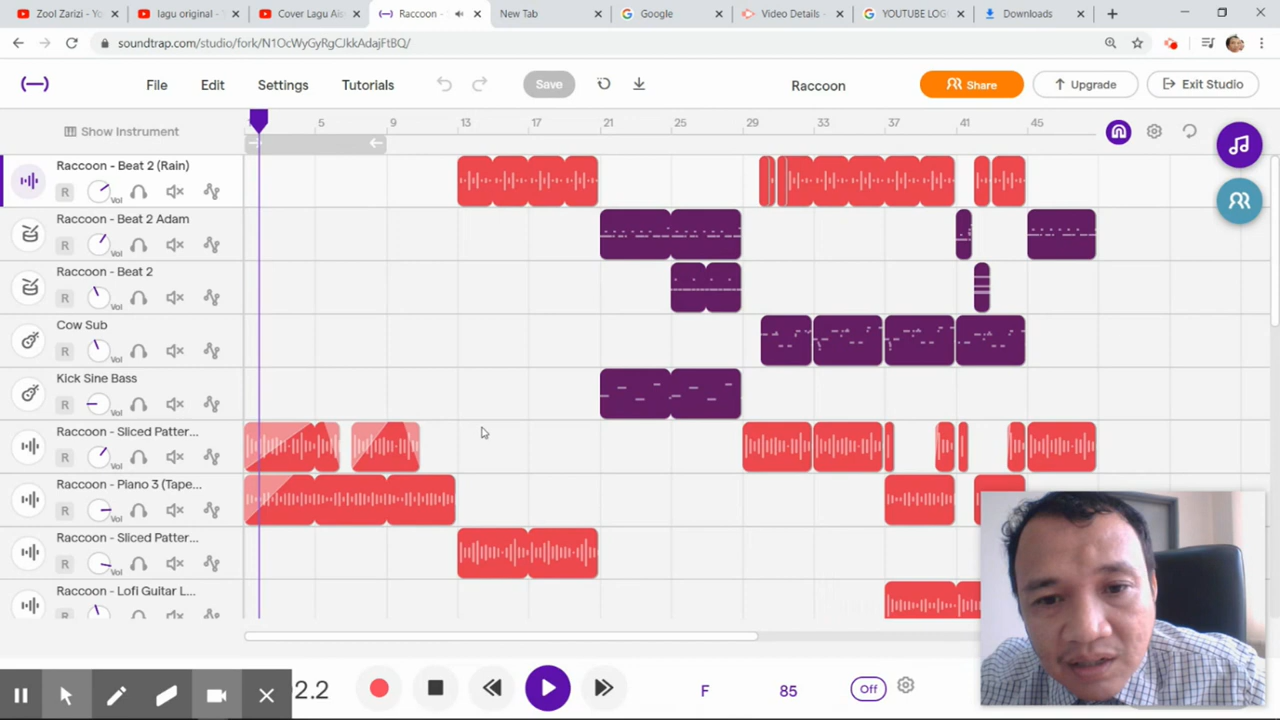 Zool Zarizi - Yo
lagu original - Y
Cover Lagu Ais
Raccoon -
New Tab
Google
Video Details -
YOUTUBE LOG
Downloads
soundtrap.com/studio/fork/N1OcWyGyRgCJkkAdajFtBQ/
File
Edit
Settings
Tutorials
Save
Raccoon
Share
Upgrade
Exit Studio
Show Instrument
5 9 13 17 21 25 29 33 37 41 45
Raccoon - Beat 2 (Rain)
R Vol
Raccoon - Beat 2 Adam
R Vol
Raccoon - Beat 2
R Vol
Cow Sub
R Vol
Kick Sine Bass
R Vol
Raccoon - Sliced Patter...
R Vol
Raccoon - Piano 3 (Tape...
R Vol
Raccoon - Sliced Patter...
R Vol
Raccoon - Lofi Guitar L...
R Vol
2.2
F
85
Off